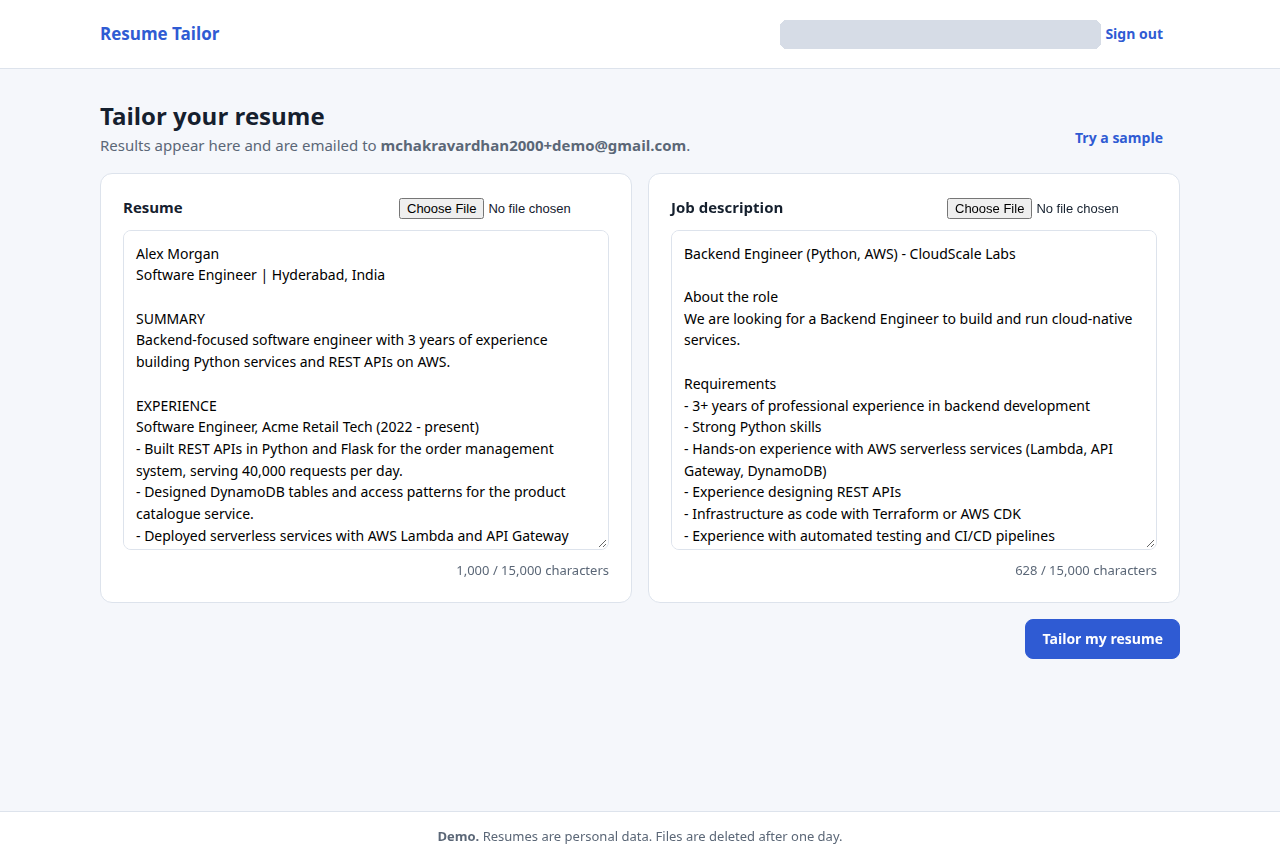 Resume Tailor
Sign out
Tailor your resume
Results appear here and are emailed to mchakravardhan2000+demo@gmail.com.
Try a sample
Resume
Choose File No file chosen
Alex Morgan
Software Engineer | Hyderabad, India
SUMMARY
Backend-focused software engineer with 3 years of experience
building Python services and REST APIs on AWS.
EXPERIENCE
Software Engineer, Acme Retail Tech (2022 - present)
- Built REST APIs in Python and Flask for the order management
system, serving 40,000 requests per day.
- Designed DynamoDB tables and access patterns for the product
catalogue service.
- Deployed serverless services with AWS Lambda and API Gateway
1,000 / 15,000 characters
Job description
Choose File No file chosen
Backend Engineer (Python, AWS) - CloudScale Labs
About the role
We are looking for a Backend Engineer to build and run cloud-native
services.
Requirements
- 3+ years of professional experience in backend development
- Strong Python skills
- Hands-on experience with AWS serverless services (Lambda, API
Gateway, DynamoDB)
- Experience designing REST APIs
- Infrastructure as code with Terraform or AWS CDK
- Experience with automated testing and CI/CD pipelines
628 / 15,000 characters
Tailor my resume
Demo. Resumes are personal data. Files are deleted after one day.